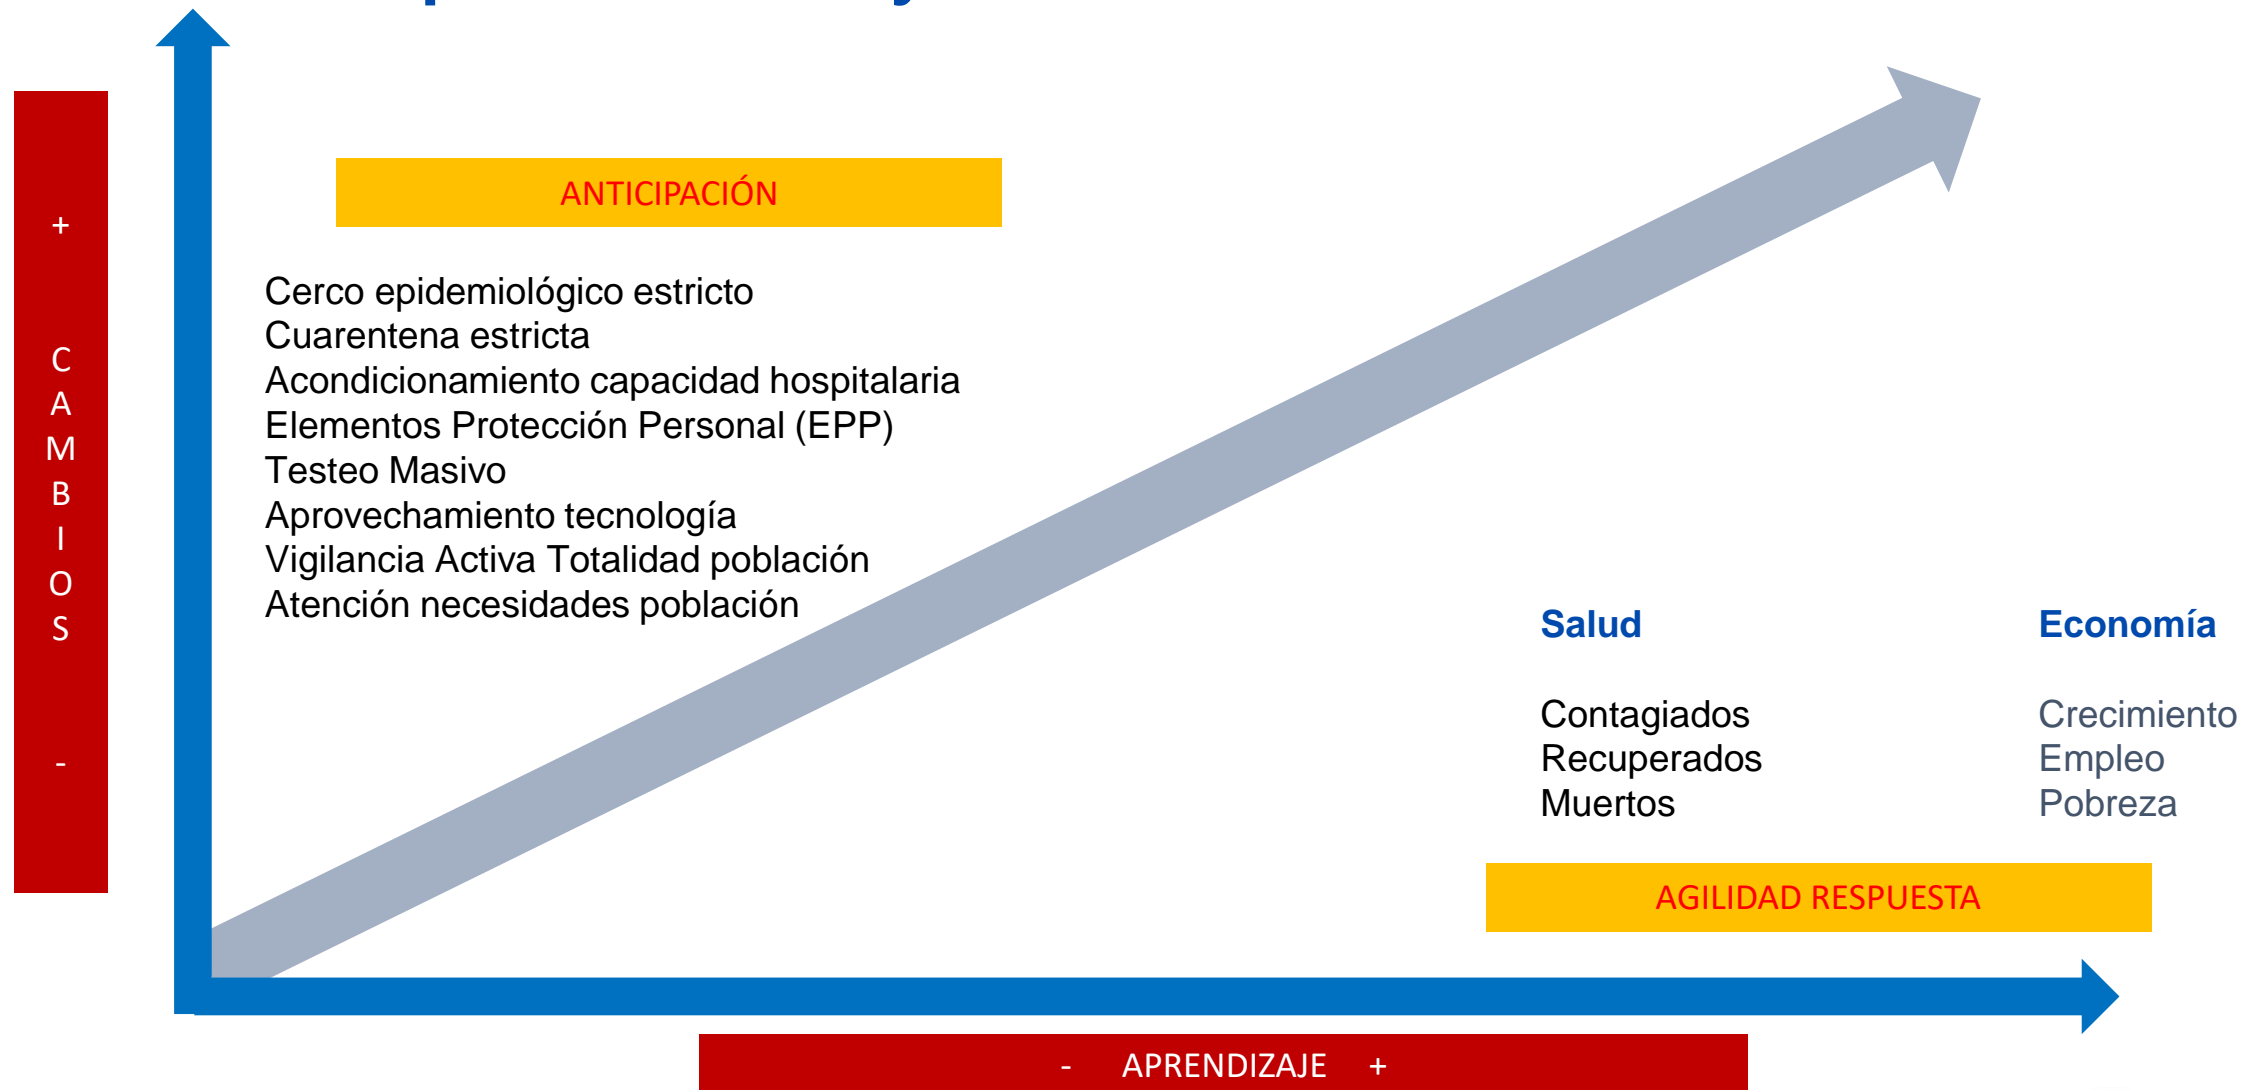 ANTICIPACIÓN
+
C
A
M
B
I
O
S
-
Cerco epidemiológico estricto
Cuarentena estricta
Acondicionamiento capacidad hospitalaria
Elementos Protección Personal (EPP)
Testeo Masivo
Aprovechamiento tecnología
Vigilancia Activa Totalidad población
Atención necesidades población
Salud
Contagiados
Recuperados
Muertos
Economía
Crecimiento
Empleo
Pobreza
AGILIDAD RESPUESTA
- APRENDIZAJE +